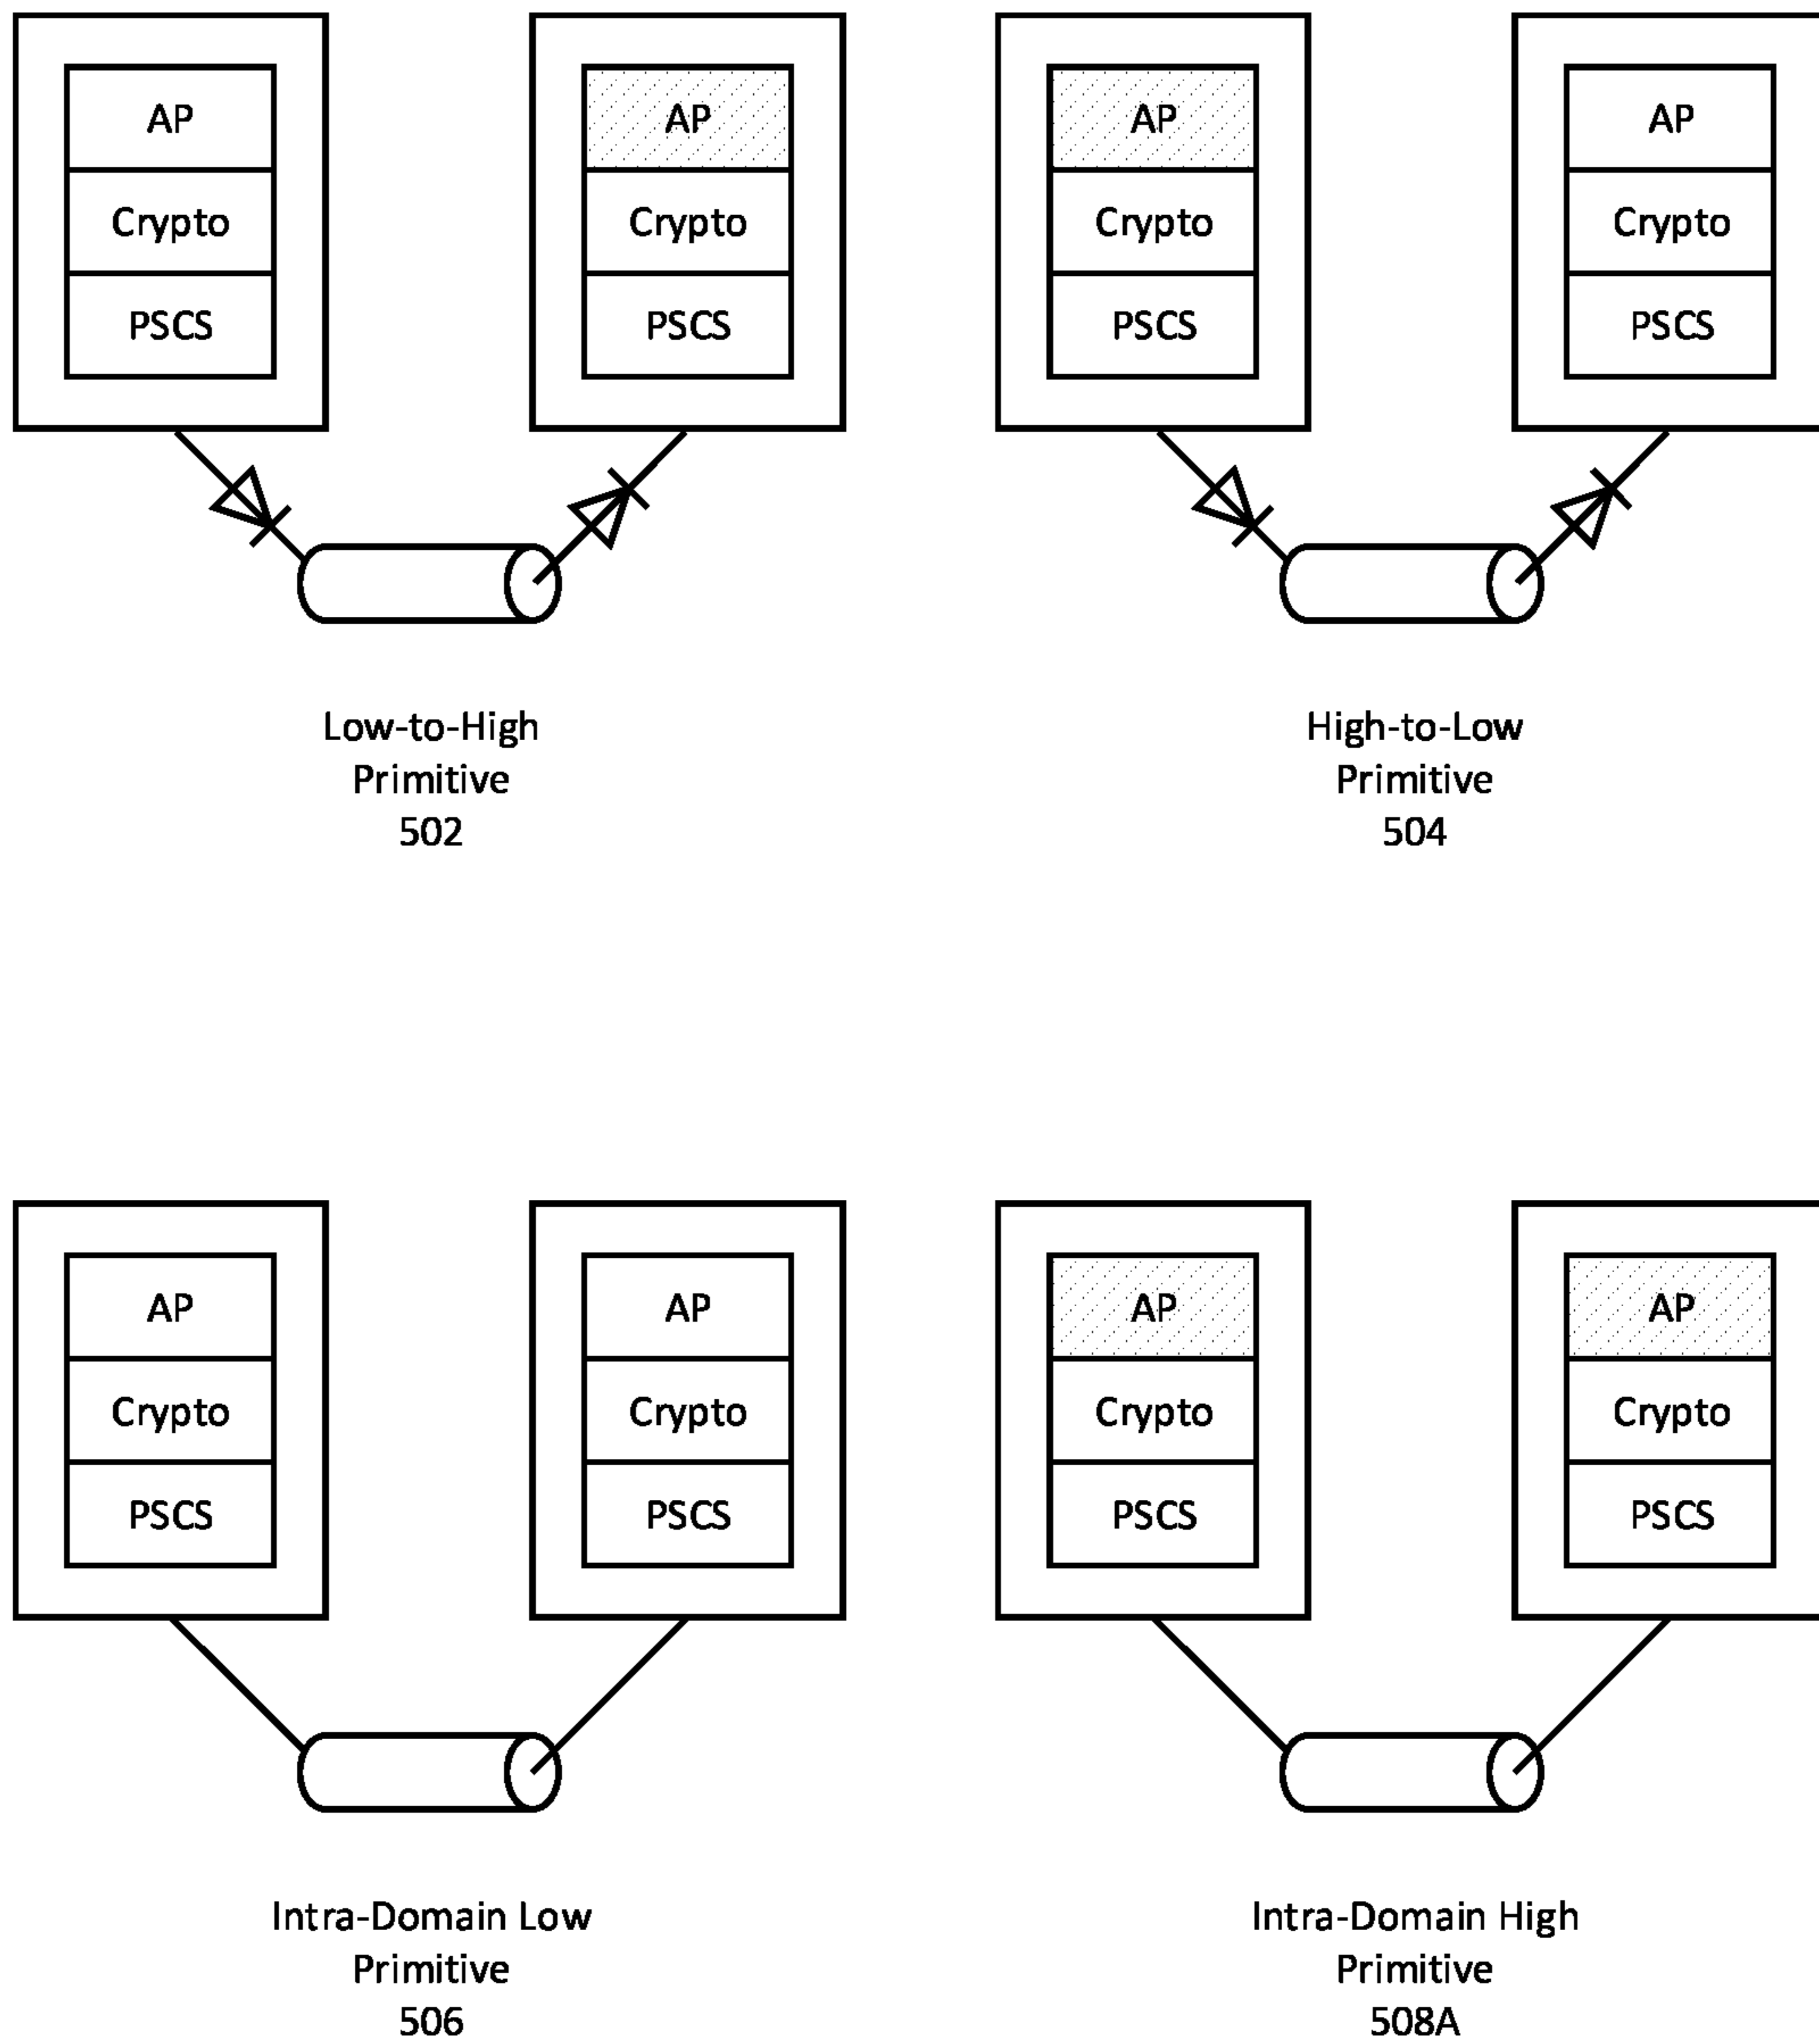 AP
Crypto
PSCS
AP
Crypto
PSCS
Low-to-High
Primitive
502
AP
Crypto
PSCS
AP
Crypto
PSCS
High-to-Low
Primitive
504
AP
Crypto
PSCS
AP
Crypto
PSCS
Intra-Domain Low
Primitive
506
AP
Crypto
PSCS
AP
Crypto
PSCS
Intra-Domain High
Primitive
508A